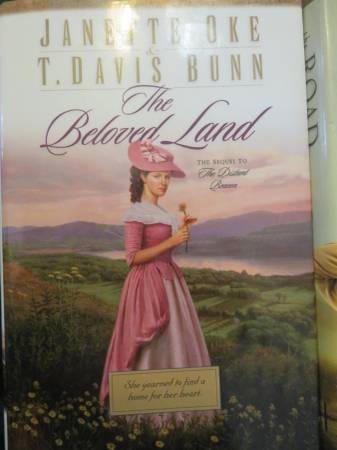 JANETTE OKE
&
T. DAVIS BUNN
The
Beloved Land
THE SEQUEL TO
The Distant
Beacon
She yearned to find a
home for her heart.
ROAD